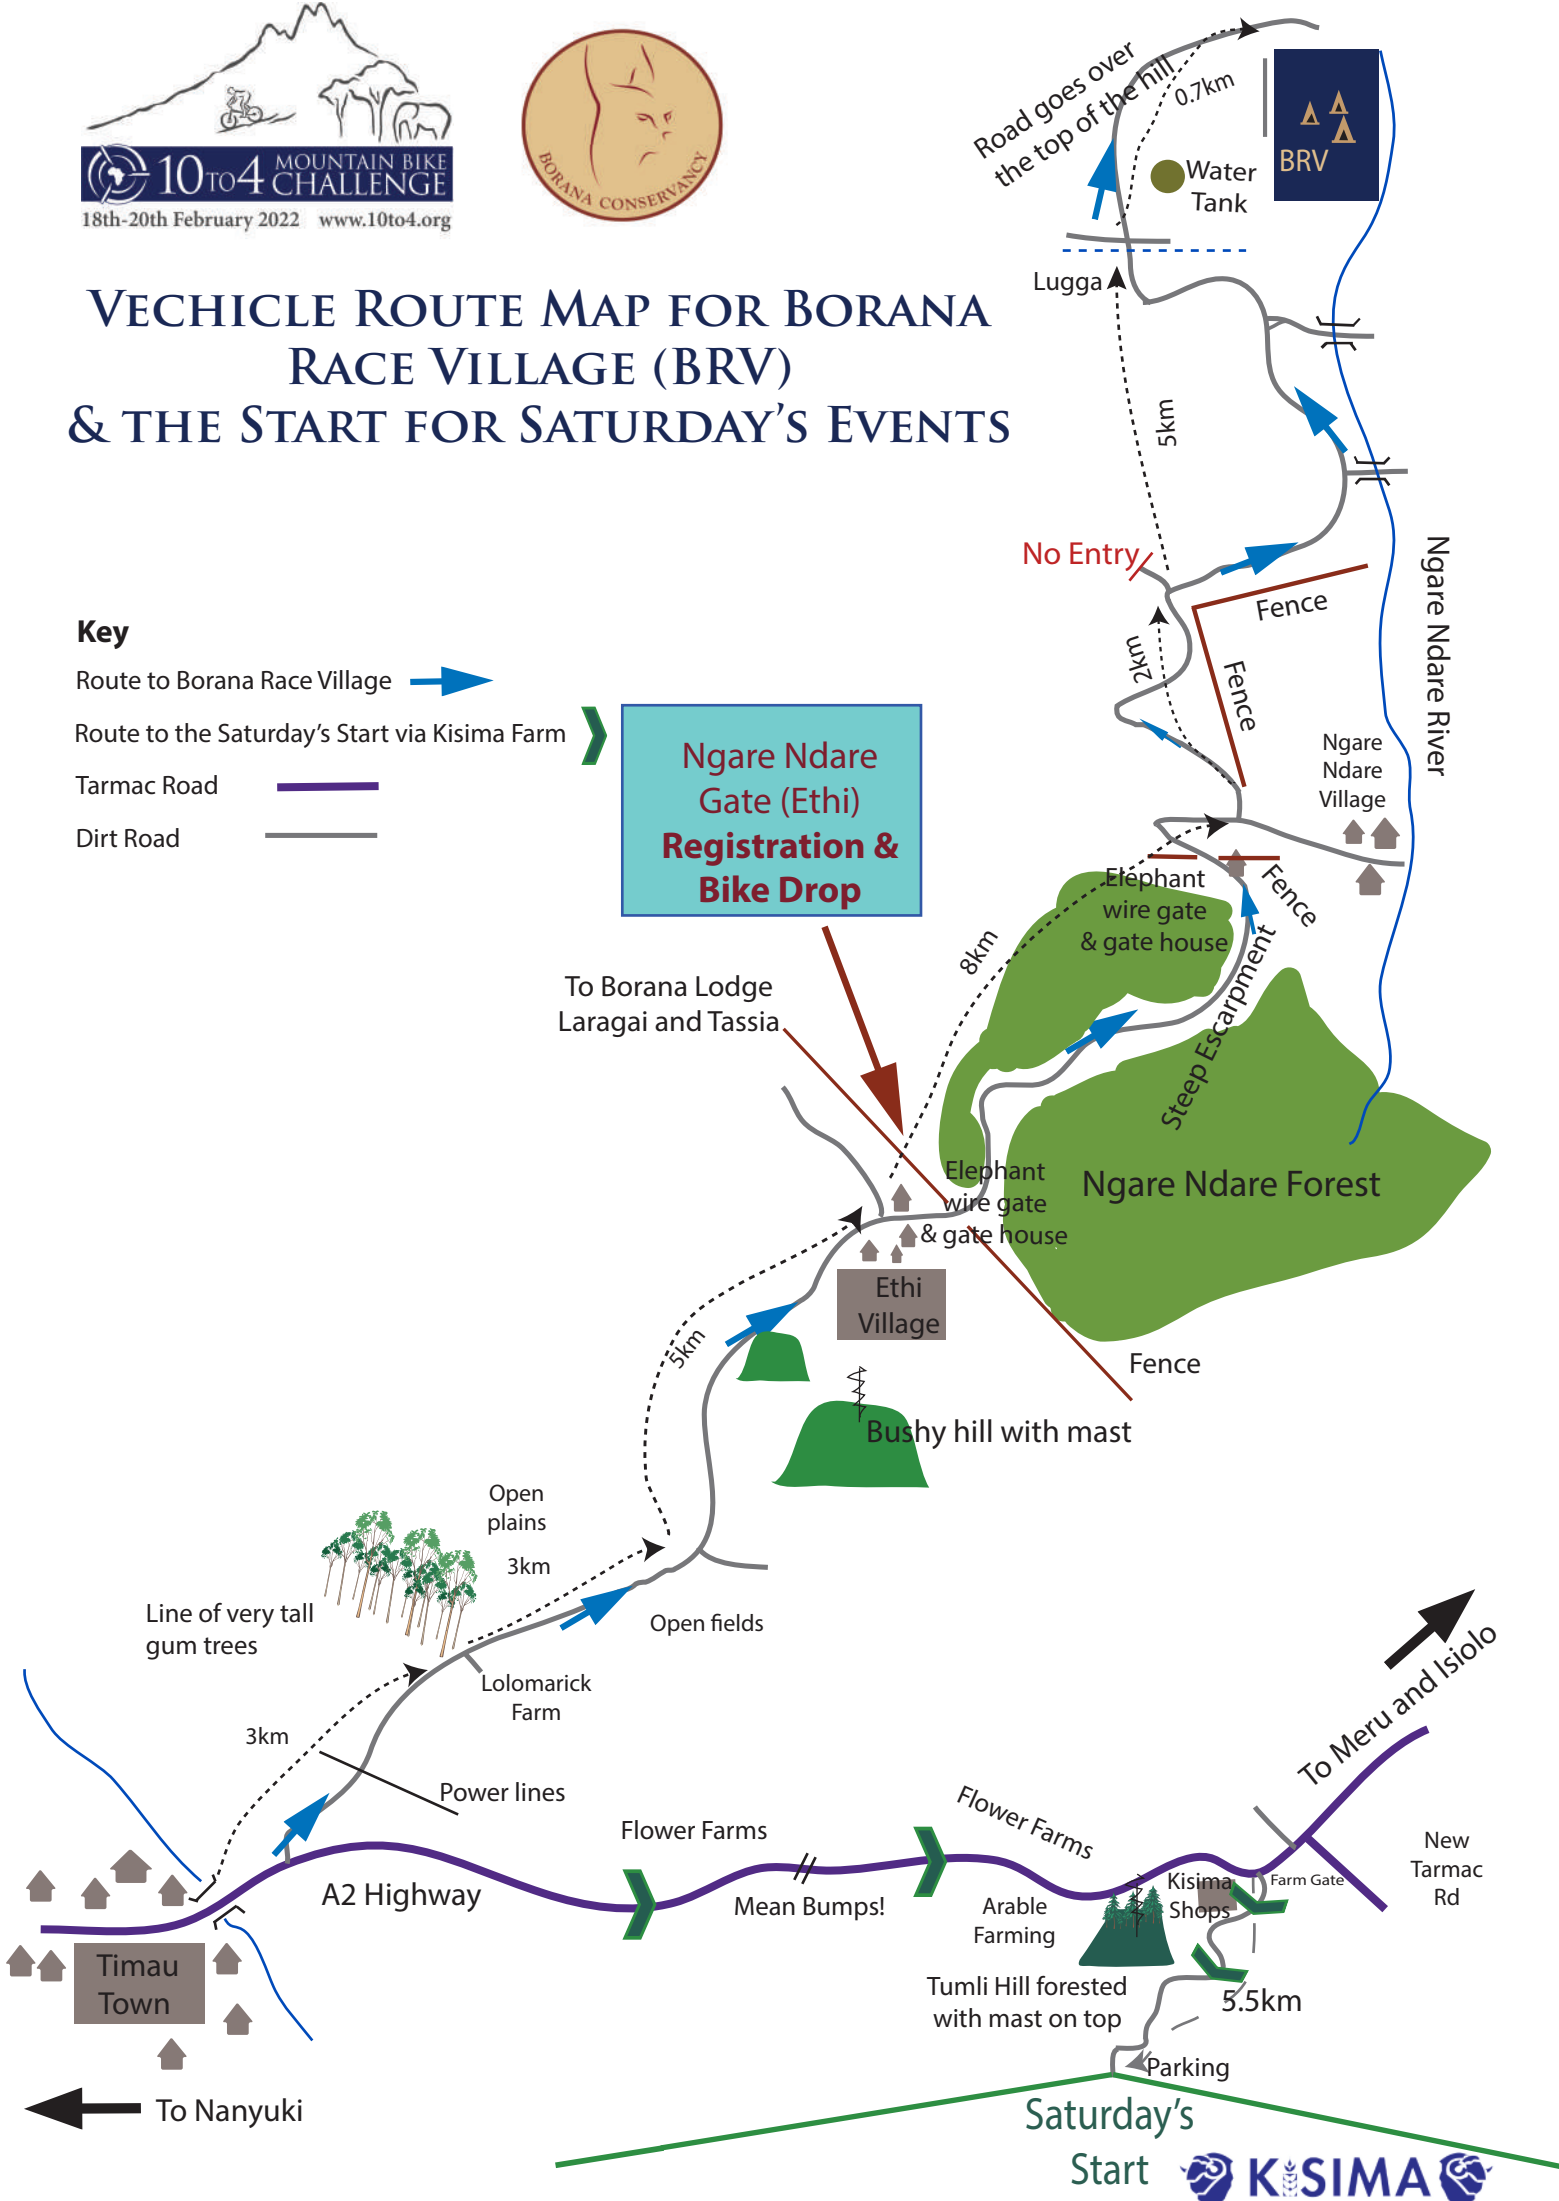 10 TO 4 MOUNTAIN BIKE CHALLENGE
18th-20th February 2022 www.10to4.org
BORANA CONSERVANCY
VECHICLE ROUTE MAP FOR BORANA
RACE VILLAGE (BRV)
& THE START FOR SATURDAY'S EVENTS
Road goes over
the top of the hill
0.7km
BRV
Water
Tank
Lugga
5km
No Entry
Fence
Ngare Ndare River
2km
Fence
Key
Route to Borana Race Village
Route to the Saturday's Start via Kisima Farm
Tarmac Road
Dirt Road
Ngare Ndare
Gate (Ethi)
Registration &
Bike Drop
Ngare
Ndare
Village
Elephant
wire gate
& gate house
Fence
8km
Steep Escarpment
To Borana Lodge
Laragai and Tassia
Elephant
wire gate
& gate house
Ngare Ndare Forest
Ethi
Village
5km
Fence
Bushy hill with mast
Open
plains
3km
Line of very tall
gum trees
Open fields
Lolomarick
Farm
3km
Power lines
To Meru and Isiolo
Flower Farms
Flower Farms
A2 Highway
Mean Bumps!
Arable
Farming
Kisima
Shops
Farm Gate
New
Tarmac
Rd
Timau
Town
Tumli Hill forested
with mast on top
5.5km
Parking
To Nanyuki
Saturday's
Start
KISIMA